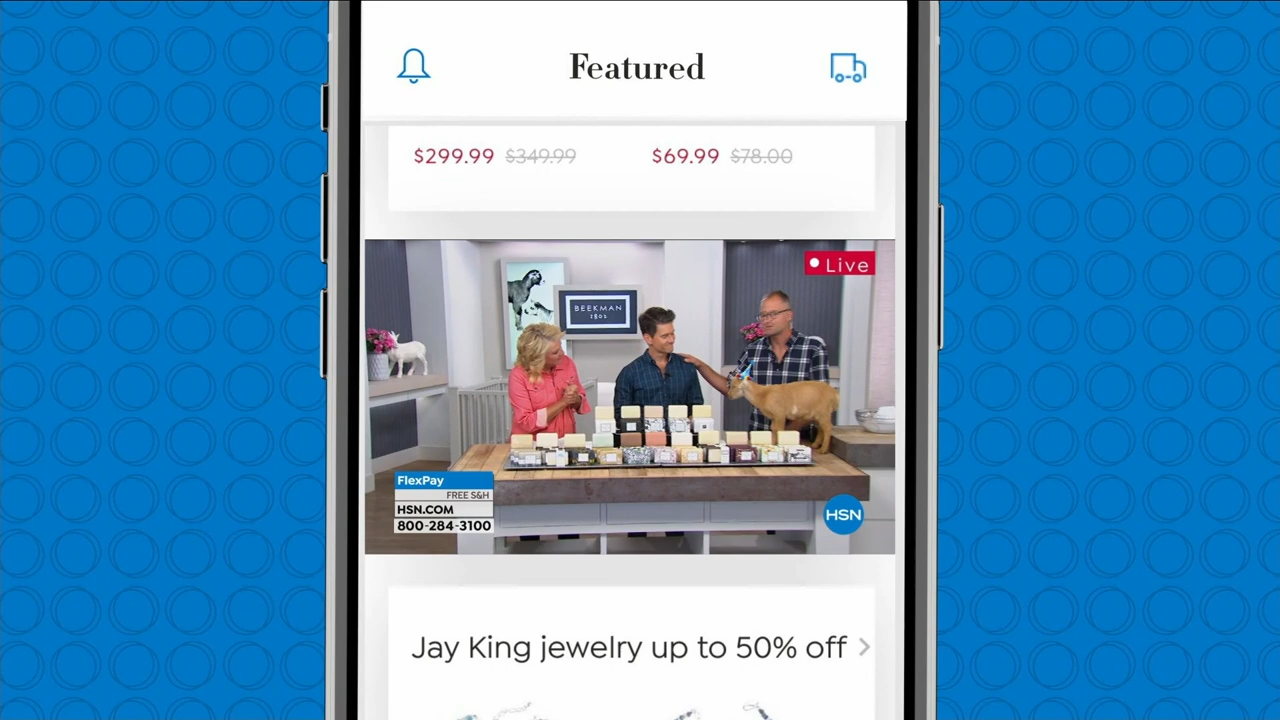 Featured
$299.99 $349.99 $69.99 $78.00
Live
BEEKMAN
1802
FlexPay
FREE S&H
HSN.COM
800-284-3100
HSN
Jay King jewelry up to 50% off